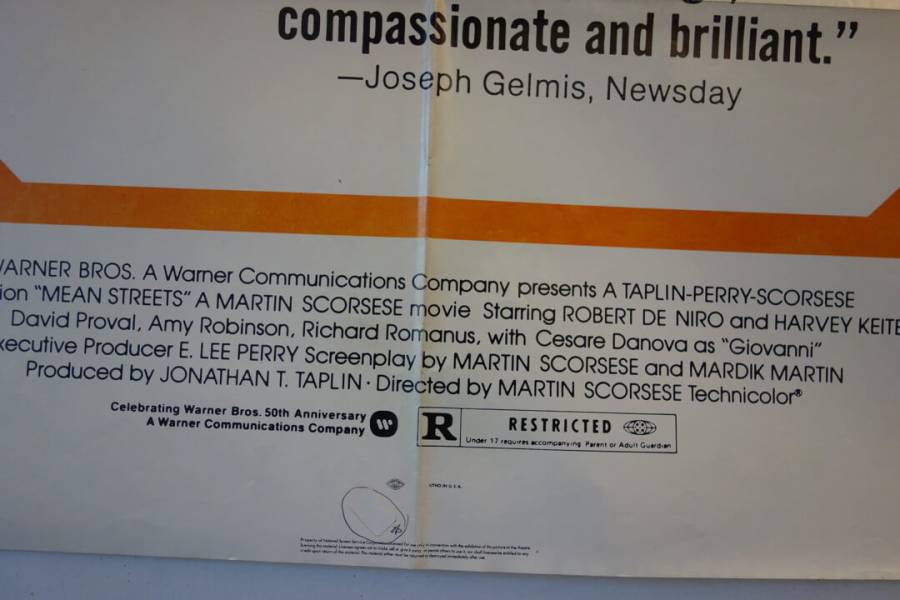 compassionate and brilliant.”
—Joseph Gelmis, Newsday
WARNER BROS. A Warner Communications Company presents A TAPLIN-PERRY-SCORSESE
ion “MEAN STREETS” A MARTIN SCORSESE movie Starring ROBERT DE NIRO and HARVEY KEITE
David Proval, Amy Robinson, Richard Romanus, with Cesare Danova as “Giovanni”
xecutive Producer E. LEE PERRY Screenplay by MARTIN SCORSESE and MARDIK MARTIN
Produced by JONATHAN T. TAPLIN · Directed by MARTIN SCORSESE Technicolor®
Celebrating Warner Bros. 50th Anniversary
A Warner Communications Company
R RESTRICTED
Under 17 requires accompanying Parent or Adult Guardian
LITHO IN U.S.A.